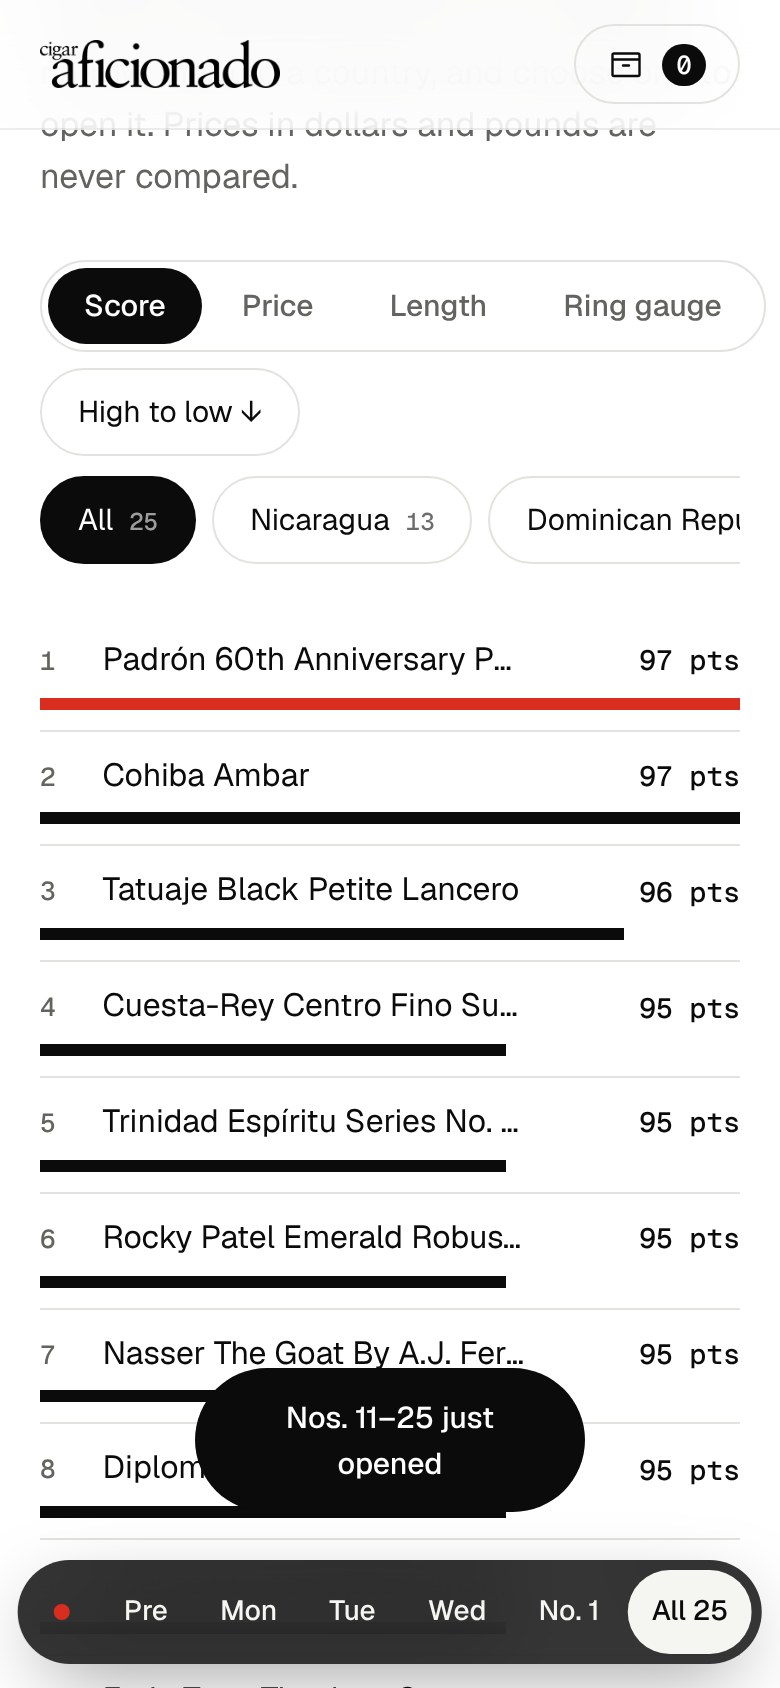 cigar
aficionado
0
a country, and choose
open it. Prices in dollars and pounds are
never compared.
Score Price Length Ring gauge
High to low ↓
All 25 Nicaragua 13 Dominican Repu
1 Padrón 60th Anniversary P... 97 pts
2 Cohiba Ambar 97 pts
3 Tatuaje Black Petite Lancero 96 pts
4 Cuesta-Rey Centro Fino Su... 95 pts
5 Trinidad Espíritu Series No. ... 95 pts
6 Rocky Patel Emerald Robus... 95 pts
7 Nasser The Goat By A.J. Fer... 95 pts
Nos. 11–25 just
opened
8 Diplom 95 pts
Pre Mon Tue Wed No. 1 All 25